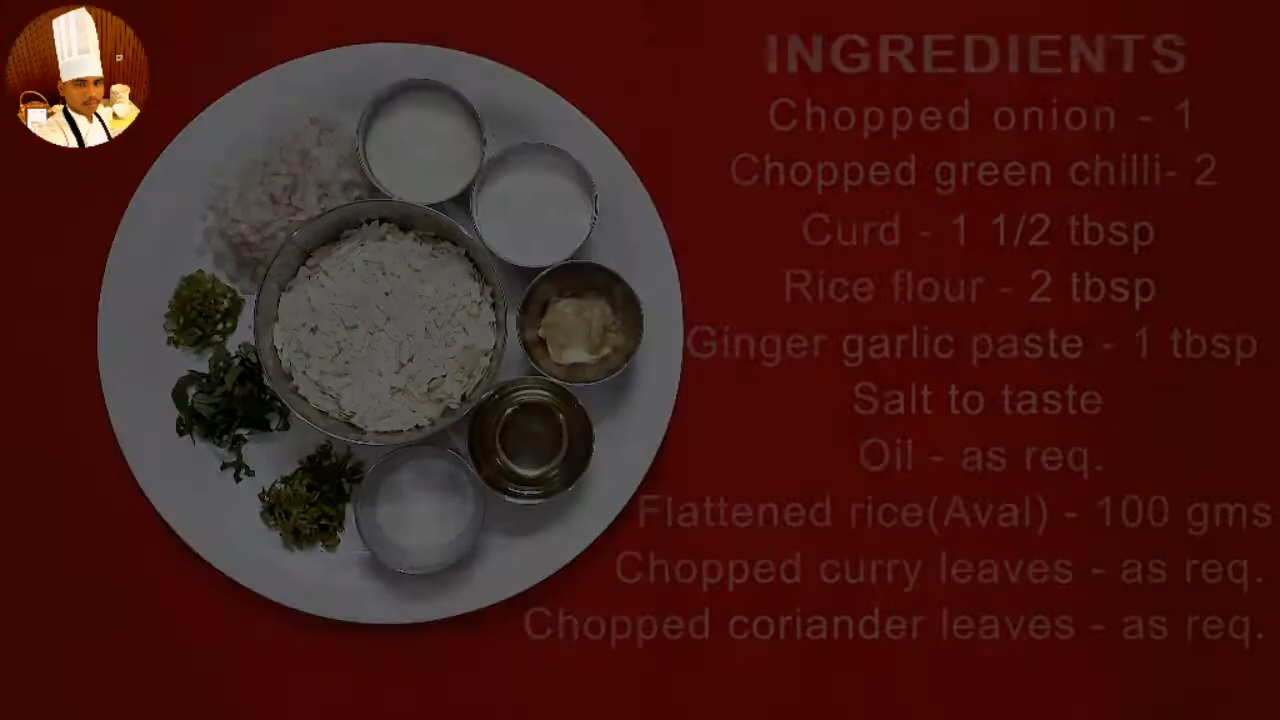 INGREDIENTS
Chopped onion - 1
Chopped green chilli- 2
Curd - 1 1/2 tbsp
Rice flour - 2 tbsp
Ginger garlic paste - 1 tbsp
Salt to taste
Oil - as req.
Flattened rice(Aval) - 100 gms
Chopped curry leaves - as req.
Chopped coriander leaves - as req.